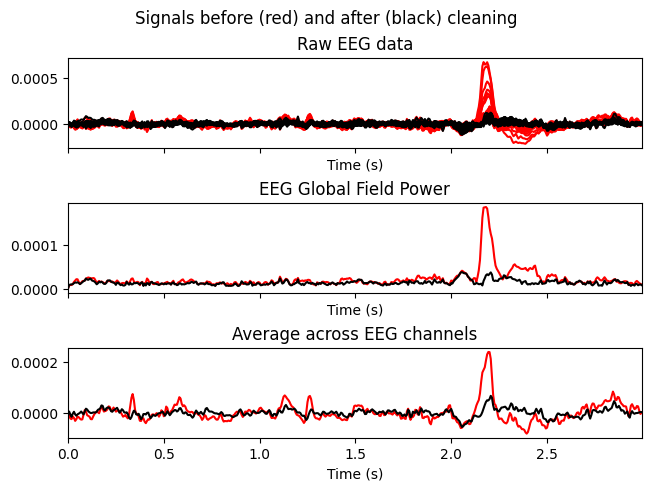 Signals before (red) and after (black) cleaning
Raw EEG data
0.0005
0.0000
Time (s)
EEG Global Field Power
0.0001
0.0000
Time (s)
Average across EEG channels
0.0002
0.0000
0.0 0.5 1.0 1.5 2.0 2.5
Time (s)